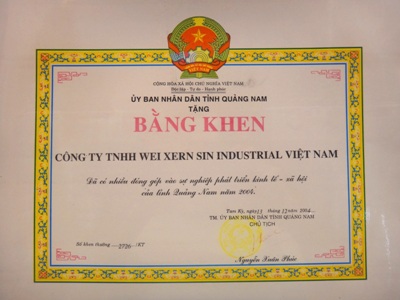 CỘNG HÒA XÃ HỘI CHỦ NGHĨA VIỆT NAM
Độc lập - Tự do - Hạnh phúc
ỦY BAN NHÂN DÂN TỈNH QUẢNG NAM
TẶNG
BẰNG KHEN
CÔNG TY TNHH WEI XERN SIN INDUSTRIAL VIỆT NAM
Đã có nhiều đóng góp vào sự nghiệp phát triển kinh tế - xã hội
của tỉnh Quảng Nam năm 2004.
Tam Kỳ, ngày tháng năm 2004
TM. ỦY BAN NHÂN DÂN TỈNH QUẢNG NAM
CHỦ TỊCH
Số khen thưởng /KT
Nguyễn Xuân Phúc